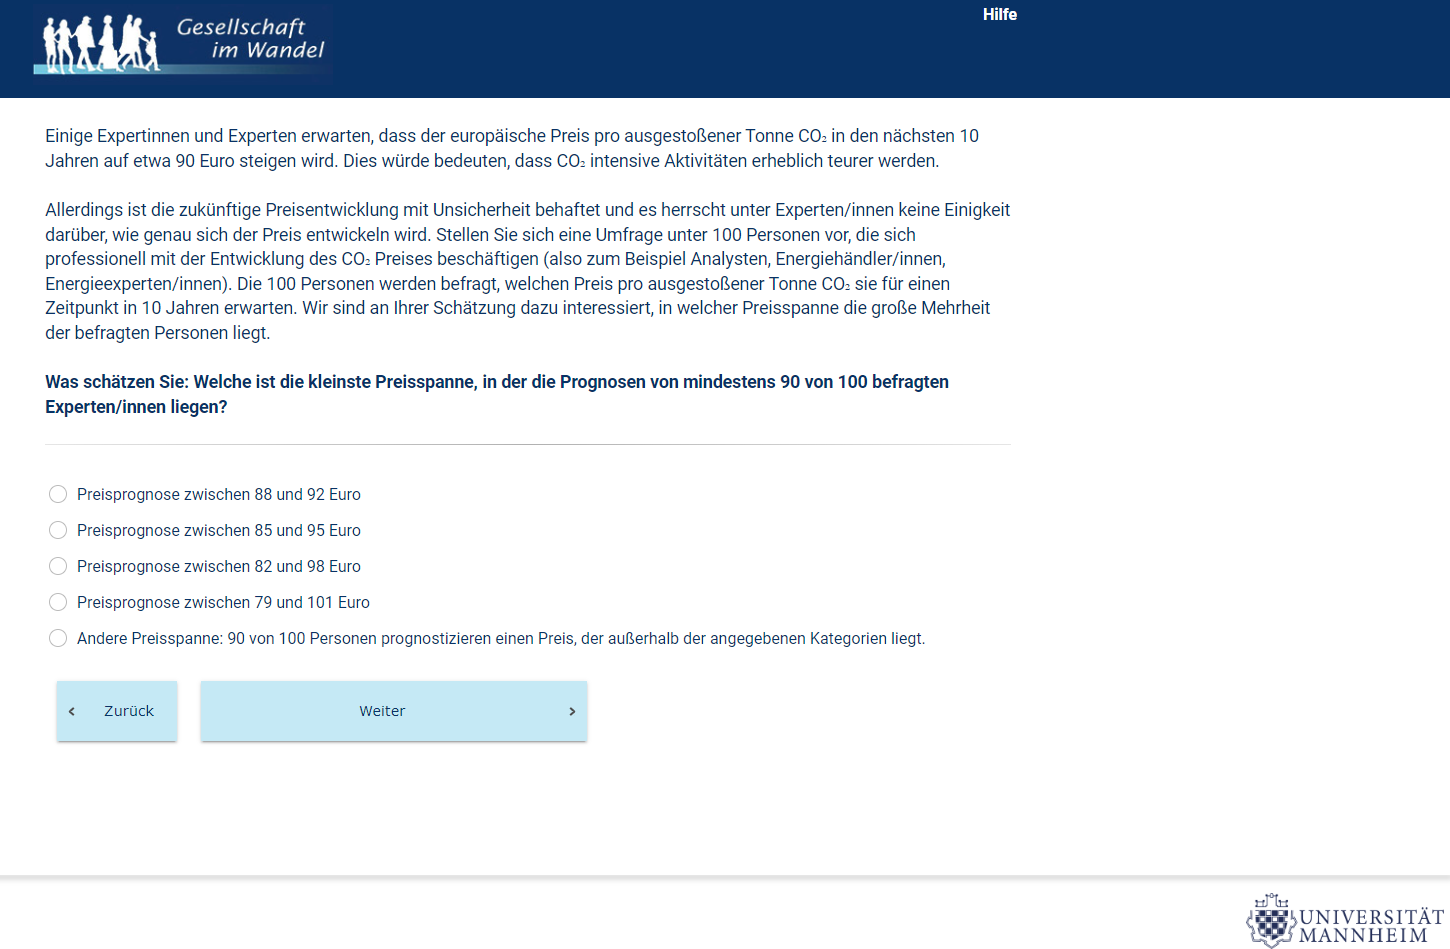 Gesellschaft
im Wandel
Hilfe
Einige Expertinnen und Experten erwarten, dass der europäische Preis pro ausgestoßener Tonne CO₂ in den nächsten 10
Jahren auf etwa 90 Euro steigen wird. Dies würde bedeuten, dass CO₂ intensive Aktivitäten erheblich teurer werden.
Allerdings ist die zukünftige Preisentwicklung mit Unsicherheit behaftet und es herrscht unter Experten/innen keine Einigkeit
darüber, wie genau sich der Preis entwickeln wird. Stellen Sie sich eine Umfrage unter 100 Personen vor, die sich
professionell mit der Entwicklung des CO₂ Preises beschäftigen (also zum Beispiel Analysten, Energiehändler/innen,
Energieexperten/innen). Die 100 Personen werden befragt, welchen Preis pro ausgestoßener Tonne CO₂ sie für einen
Zeitpunkt in 10 Jahren erwarten. Wir sind an Ihrer Schätzung dazu interessiert, in welcher Preisspanne die große Mehrheit
der befragten Personen liegt.
Was schätzen Sie: Welche ist die kleinste Preisspanne, in der die Prognosen von mindestens 90 von 100 befragten
Experten/innen liegen?
Preisprognose zwischen 88 und 92 Euro
Preisprognose zwischen 85 und 95 Euro
Preisprognose zwischen 82 und 98 Euro
Preisprognose zwischen 79 und 101 Euro
Andere Preisspanne: 90 von 100 Personen prognostizieren einen Preis, der außerhalb der angegebenen Kategorien liegt.
‹ Zurück
Weiter ›
UNIVERSITÄT
MANNHEIM